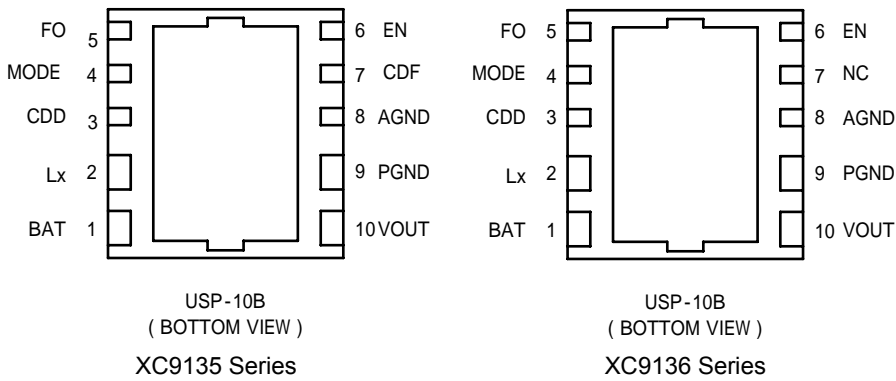 FO 5 6 EN
MODE 4 7 CDF
CDD 3 8 AGND
Lx 2 9 PGND
BAT 1 10 VOUT
USP-10B
( BOTTOM VIEW )
XC9135 Series
FO 5 6 EN
MODE 4 7 NC
CDD 3 8 AGND
Lx 2 9 PGND
BAT 1 10 VOUT
USP-10B
( BOTTOM VIEW )
XC9136 Series